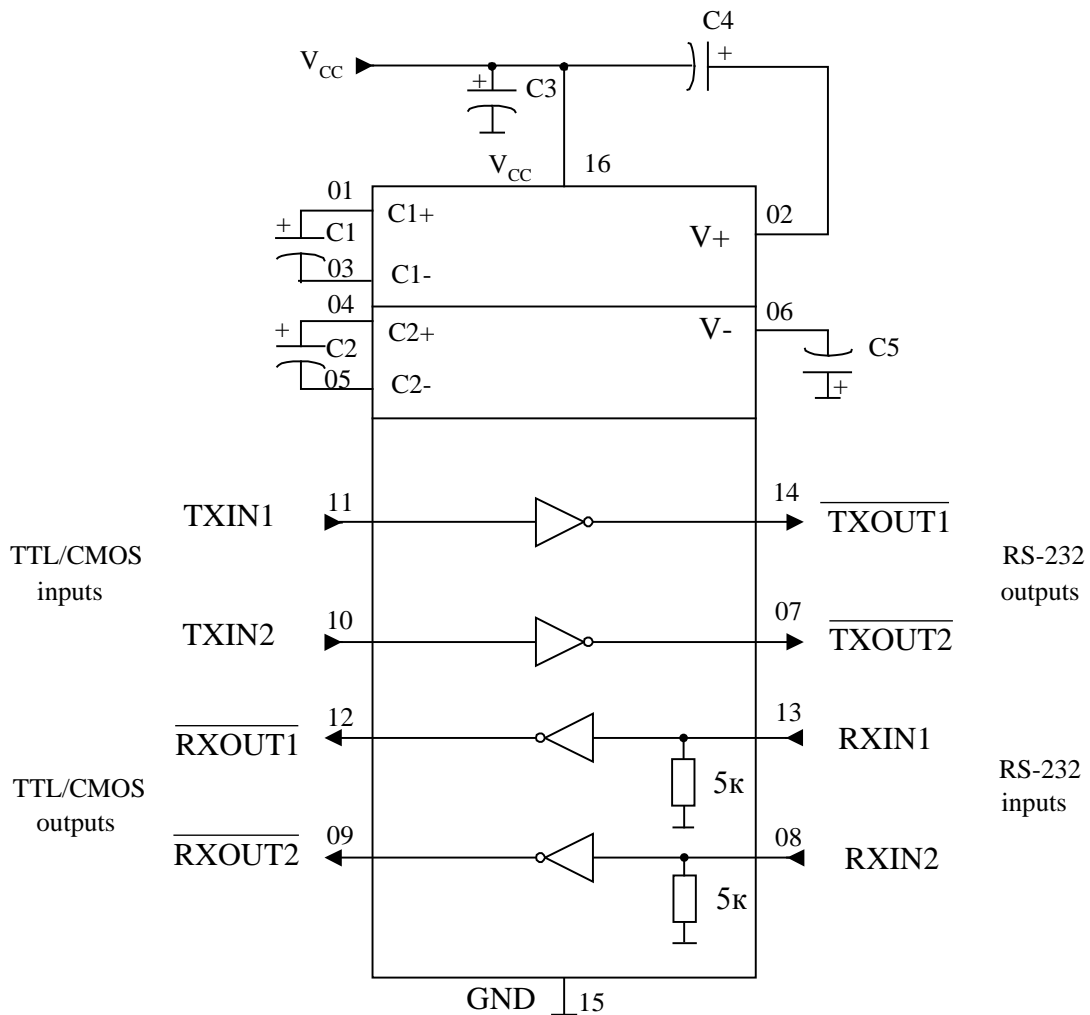 C4
V_CC
+
+
C3
V_CC
16
01
C1+
02
+
C1
V+
03
C1-
04
06
C2+
V-
+
C2
C5
05
C2-
+
11
14
TXIN1
TXOUT1
TTL/CMOS
inputs
RS-232
outputs
10
07
TXIN2
TXOUT2
12
13
RXOUT1
RXIN1
5к
TTL/CMOS
outputs
RS-232
inputs
09
08
RXOUT2
RXIN2
5к
GND
15